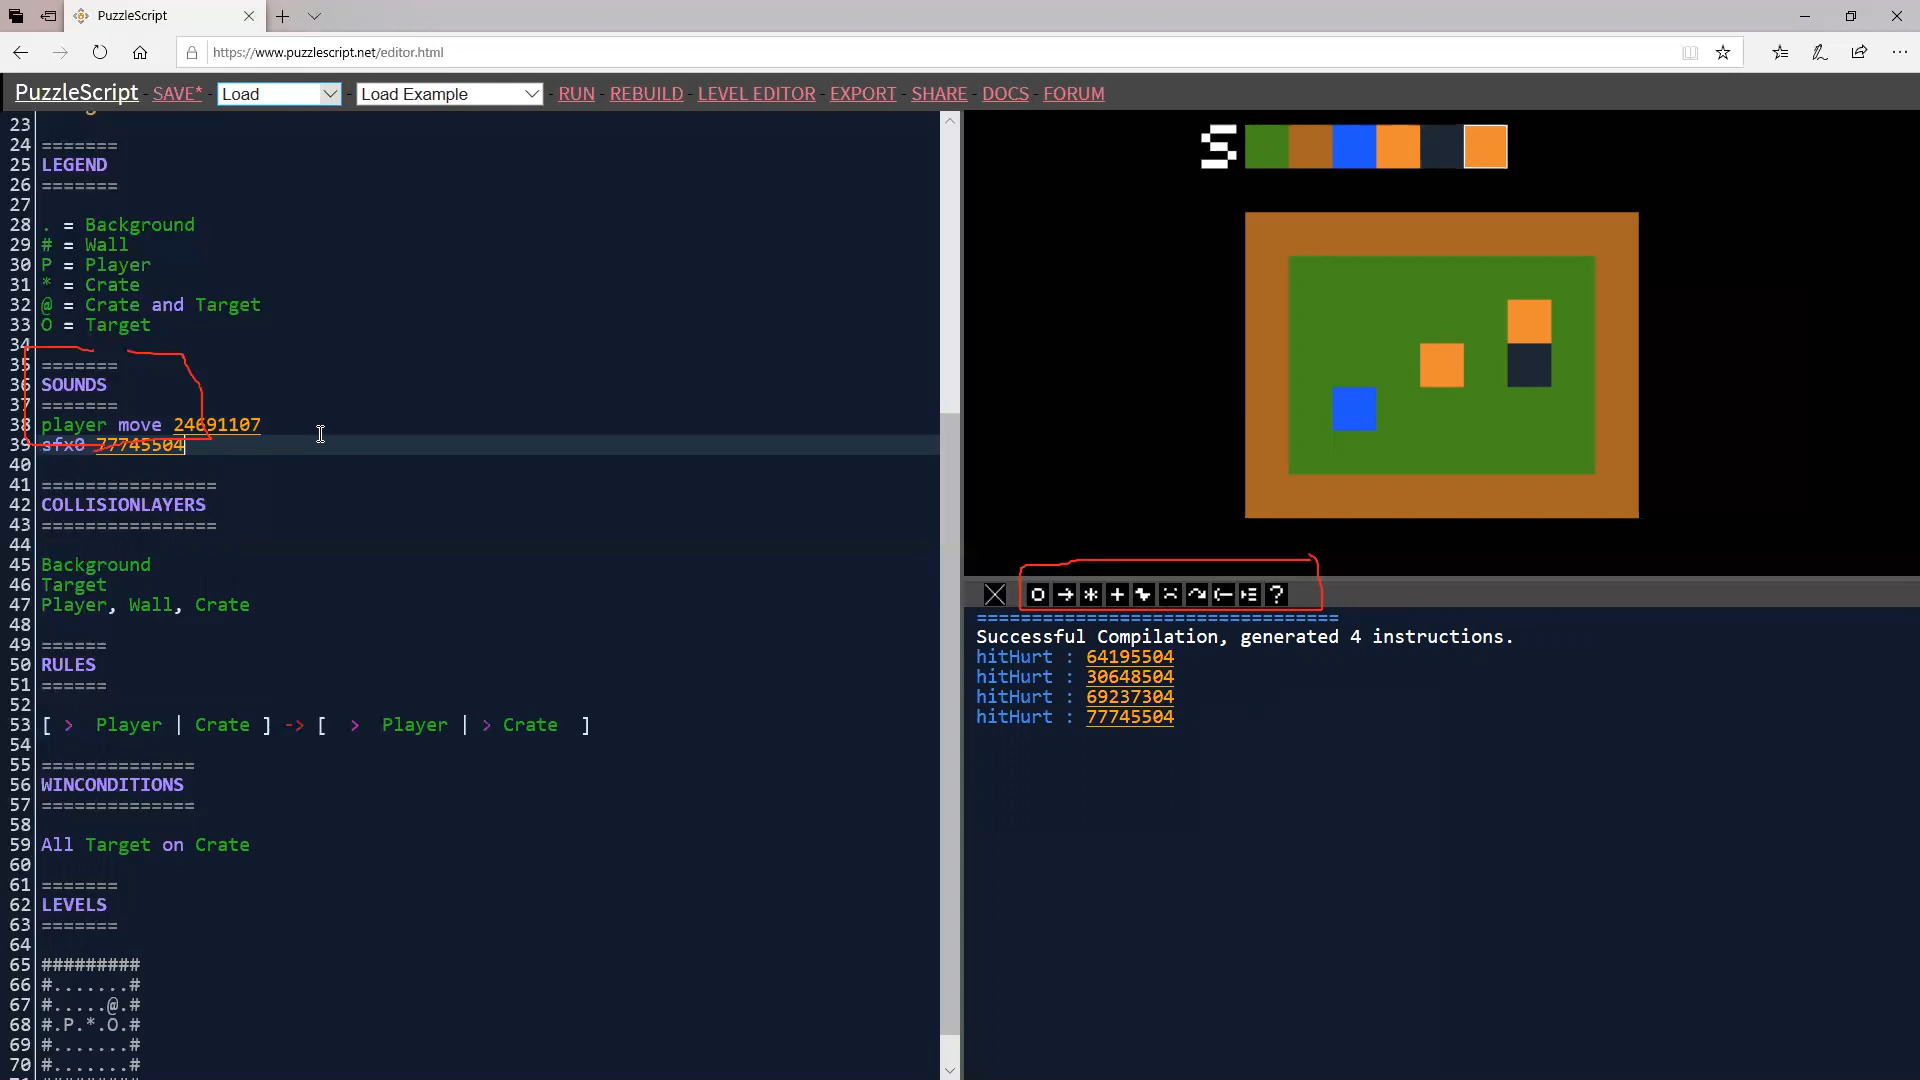 PuzzleScript
https://www.puzzlescript.net/editor.html
PuzzleScript - SAVE* - Load - Load Example - RUN - REBUILD - LEVEL EDITOR - EXPORT - SHARE - DOCS - FORUM
23
24 =======
25 LEGEND
26 =======
27
28 . = Background
29 # = Wall
30 P = Player
31 * = Crate
32 @ = Crate and Target
33 O = Target
34
35 =======
36 SOUNDS
37 =======
38 player move 24691107
39 sfx0 77745504
40
41 ================
42 COLLISIONLAYERS
43 ================
44
45 Background
46 Target
47 Player, Wall, Crate
48
49 ======
50 RULES
51 ======
52
53 [ >  Player | Crate ] -> [  >  Player | > Crate  ]
54
55 ==============
56 WINCONDITIONS
57 ==============
58
59 All Target on Crate
60
61 =======
62 LEVELS
63 =======
64
65 #########
66 #.......#
67 #.....@.#
68 #.P.*.O.#
69 #.......#
70 #.......#
S
?
=================================
Successful Compilation, generated 4 instructions.
hitHurt : 64195504
hitHurt : 30648504
hitHurt : 69237304
hitHurt : 77745504